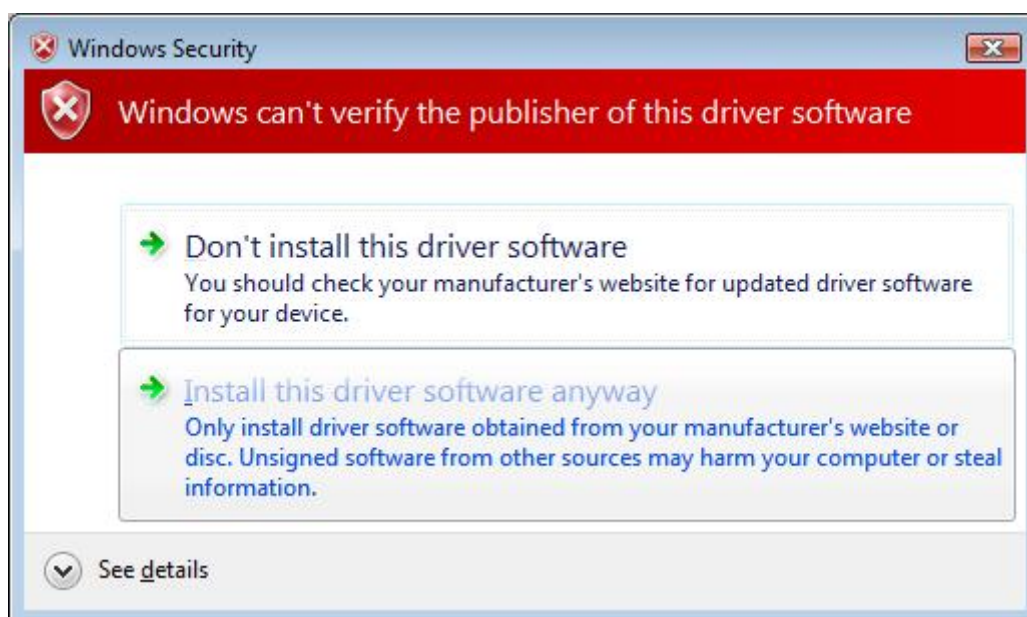 Windows Security
Windows can't verify the publisher of this driver software
Don't install this driver software
You should check your manufacturer's website for updated driver software
for your device.
Install this driver software anyway
Only install driver software obtained from your manufacturer's website or
disc. Unsigned software from other sources may harm your computer or steal
information.
See details